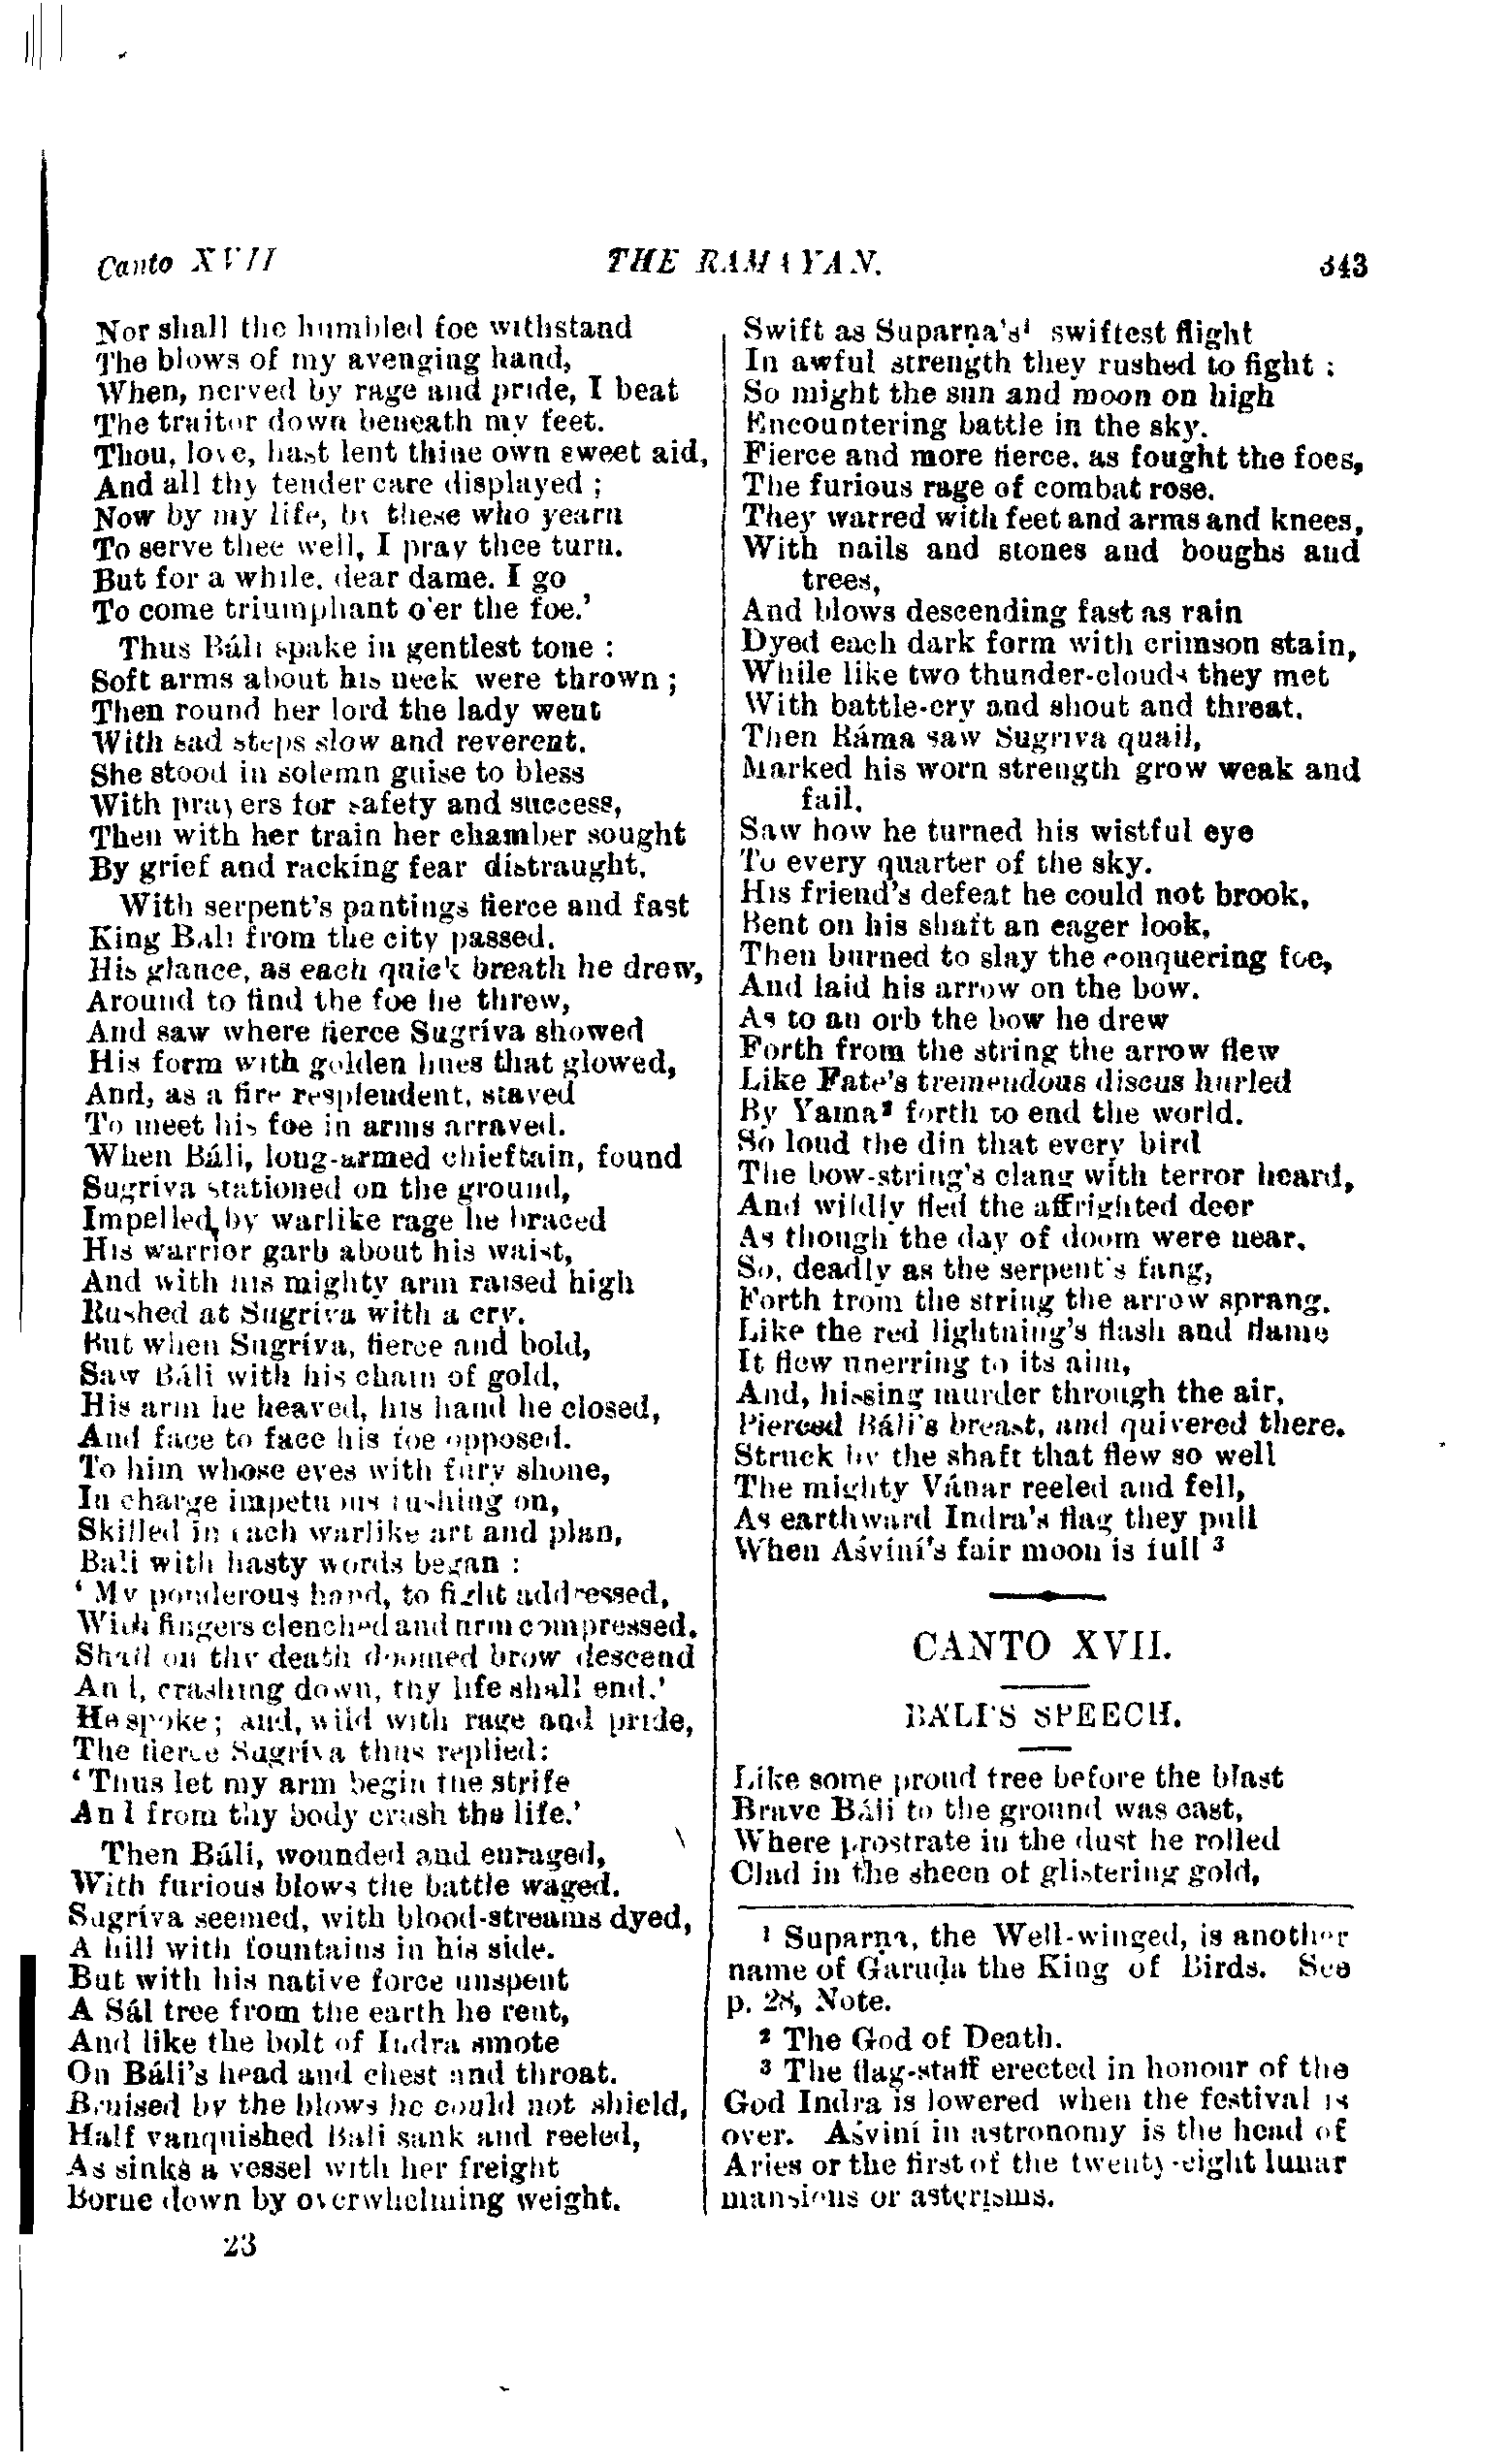 Canto XVII
THE RAMAYAN.
343
Nor shall the humbled foe withstand
The blows of my avenging hand,
When, nerved by rage and pride, I beat
The traitor down beneath my feet.
Thou, love, hast lent thine own sweet aid,
And all thy tender care displayed ;
Now by my life, by these who yearn
To serve thee well, I pray thee turn.
But for a while, dear dame, I go
To come triumphant o'er the foe.'
Thus Báli spake in gentlest tone :
Soft arms about his neck were thrown ;
Then round her lord the lady went
With sad steps slow and reverent.
She stood in solemn guise to bless
With prayers for safety and success,
Then with her train her chamber sought
By grief and racking fear distraught.
With serpent's pantings fierce and fast
King Bali from the city passed.
His glance, as each quick breath he drew,
Around to find the foe he threw,
And saw where fierce Sugríva showed
His form with golden hues that glowed,
And, as a fire resplendent, stayed
To meet his foe in arms arrayed.
When Báli, long-armed chieftain, found
Sugriva stationed on the ground,
Impelled by warlike rage he braced
His warrior garb about his waist,
And with his mighty arm raised high
Rushed at Sugríva with a cry.
But when Sugríva, fierce and bold,
Saw Báli with his chain of gold,
His arm he heaved, his hand he closed,
And face to face his foe opposed.
To him whose eyes with fury shone,
In charge impetuous rushing on,
Skilled in each warlike art and plan,
Bali with hasty words began :
' My ponderous hand, to fight addressed,
With fingers clenched and arm compressed,
Shall on thy death doomed brow descend
And, crashing down, thy life shall end.'
He spoke ; and, wild with rage and pride,
The fierce Sugríva thus replied:
' Thus let my arm begin the strife
And from thy body crush the life.'
Then Báli, wounded and enraged,
With furious blows the battle waged.
Sugríva seemed, with blood-streams dyed,
A hill with fountains in his side.
But with his native force unspent
A Sál tree from the earth he rent,
And like the bolt of Indra smote
On Báli's head and chest and throat.
Bruised by the blows he could not shield,
Half vanquished Bali sank and reeled,
As sinks a vessel with her freight
Borne down by overwhelming weight.
23
Swift as Suparṇa's¹ swiftest flight
In awful strength they rushed to fight :
So might the sun and moon on high
Encountering battle in the sky.
Fierce and more fierce, as fought the foes,
The furious rage of combat rose.
They warred with feet and arms and knees,
With nails and stones and boughs and
trees,
And blows descending fast as rain
Dyed each dark form with crimson stain,
While like two thunder-clouds they met
With battle-cry and shout and threat.
Then Ráma saw Sugríva quail,
Marked his worn strength grow weak and
fail,
Saw how he turned his wistful eye
To every quarter of the sky.
His friend's defeat he could not brook,
Bent on his shaft an eager look,
Then burned to slay the conquering foe,
And laid his arrow on the bow.
As to an orb the bow he drew
Forth from the string the arrow flew
Like Fate's tremendous discus hurled
By Yama² forth to end the world.
So loud the din that every bird
The bow-string's clang with terror heard,
And wildly fled the affrighted deer
As though the day of doom were near.
So, deadly as the serpent's fang,
Forth from the string the arrow sprang.
Like the red lightning's flash and flame
It flew unerring to its aim,
And, hissing murder through the air,
Pierced Báli's breast, and quivered there.
Struck by the shaft that flew so well
The mighty Vánar reeled and fell,
As earthward Indra's flag they pull
When Aśviní's fair moon is full ³
CANTO XVII.
BÁLI'S SPEECH.
Like some proud tree before the blast
Brave Báli to the ground was cast,
Where prostrate in the dust he rolled
Clad in the sheen of glistering gold,
¹ Suparṇa, the Well-winged, is another
name of Garuḍa the King of Birds. See
p. 28, Note.
² The God of Death.
³ The flag-staff erected in honour of the
God Indra is lowered when the festival is
over. Aśviní in astronomy is the head of
Aries or the first of the twenty-eight lunar
mansions or asterisms.